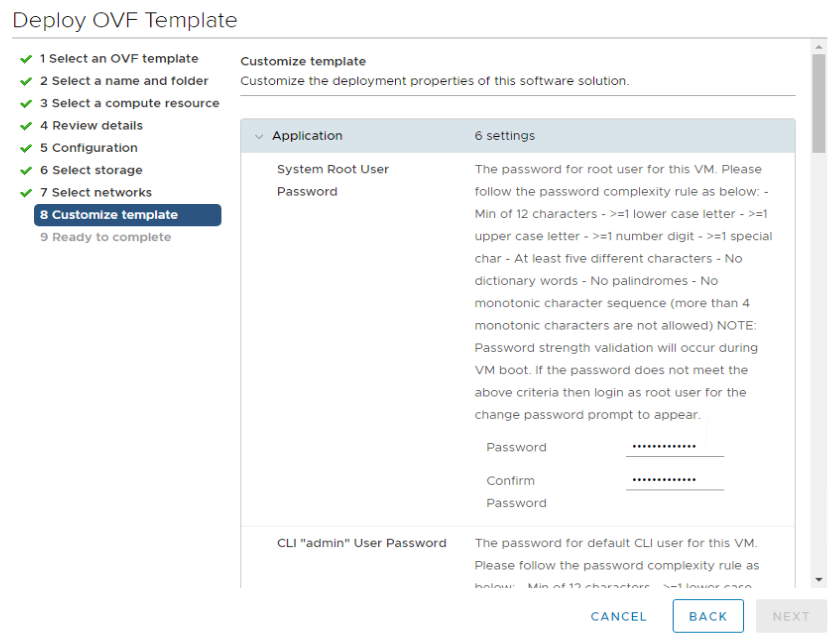 Deploy OVF Template
1 Select an OVF template
2 Select a name and folder
3 Select a compute resource
4 Review details
5 Configuration
6 Select storage
7 Select networks
8 Customize template
9 Ready to complete
Customize template
Customize the deployment properties of this software solution.
Application 6 settings
System Root User
Password
The password for root user for this VM. Please
follow the password complexity rule as below: -
Min of 12 characters - >=1 lower case letter - >=1
upper case letter - >=1 number digit - >=1 special
char - At least five different characters - No
dictionary words - No palindromes - No
monotonic character sequence (more than 4
monotonic characters are not allowed) NOTE:
Password strength validation will occur during
VM boot. If the password does not meet the
above criteria then login as root user for the
change password prompt to appear.
Password •••••••••••••
Confirm
Password •••••••••••••
CLI "admin" User Password
The password for default CLI user for this VM.
Please follow the password complexity rule as
below: - Min of 12 characters - >=1 lower case
CANCEL BACK NEXT